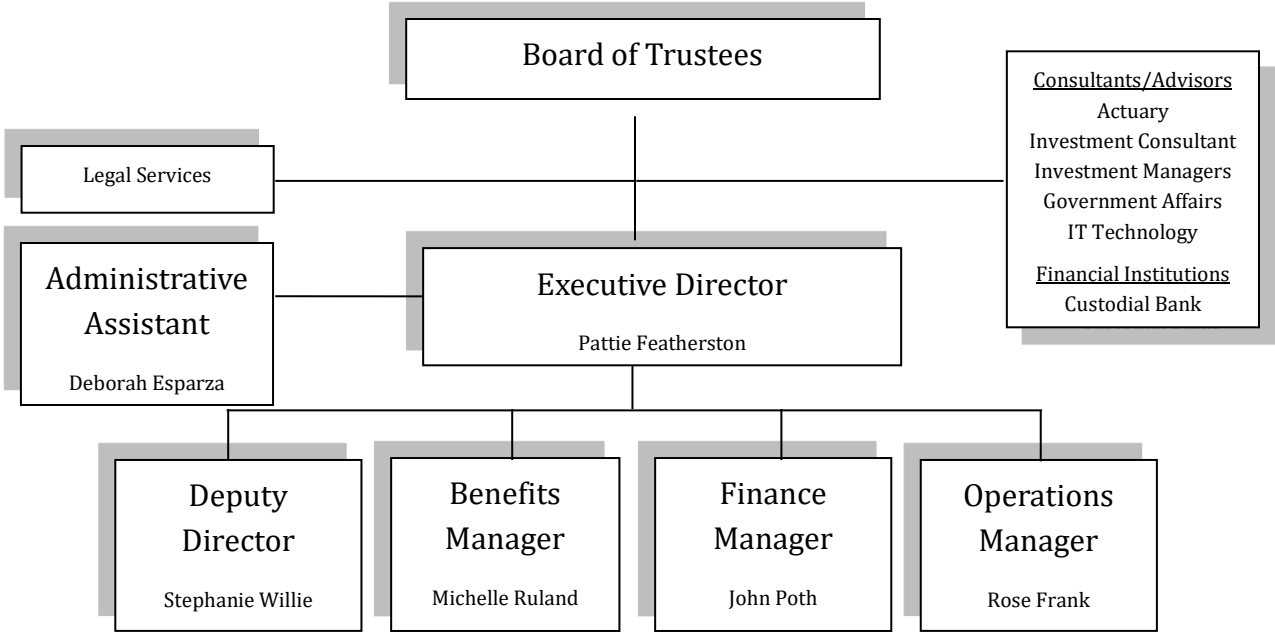 Board of Trustees
Consultants/Advisors
Actuary
Investment Consultant
Investment Managers
Government Affairs
IT Technology
Financial Institutions
Custodial Bank
Legal Services
Administrative
Assistant
Deborah Esparza
Executive Director
Pattie Featherston
Deputy
Director
Stephanie Willie
Benefits
Manager
Michelle Ruland
Finance
Manager
John Poth
Operations
Manager
Rose Frank